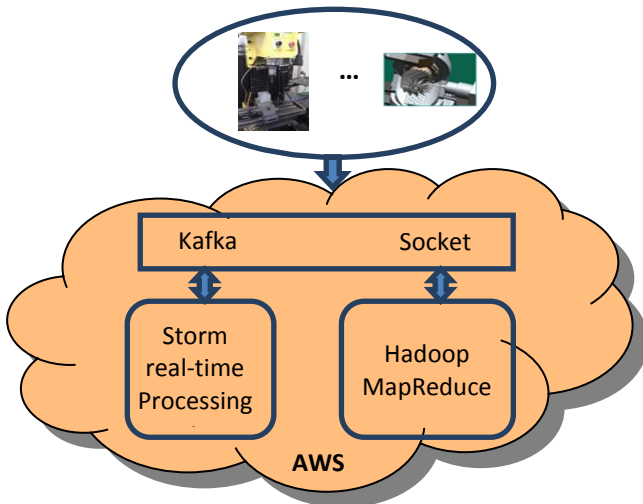 ...
Kafka Socket
Storm
real-time
Processing
Hadoop
MapReduce
AWS